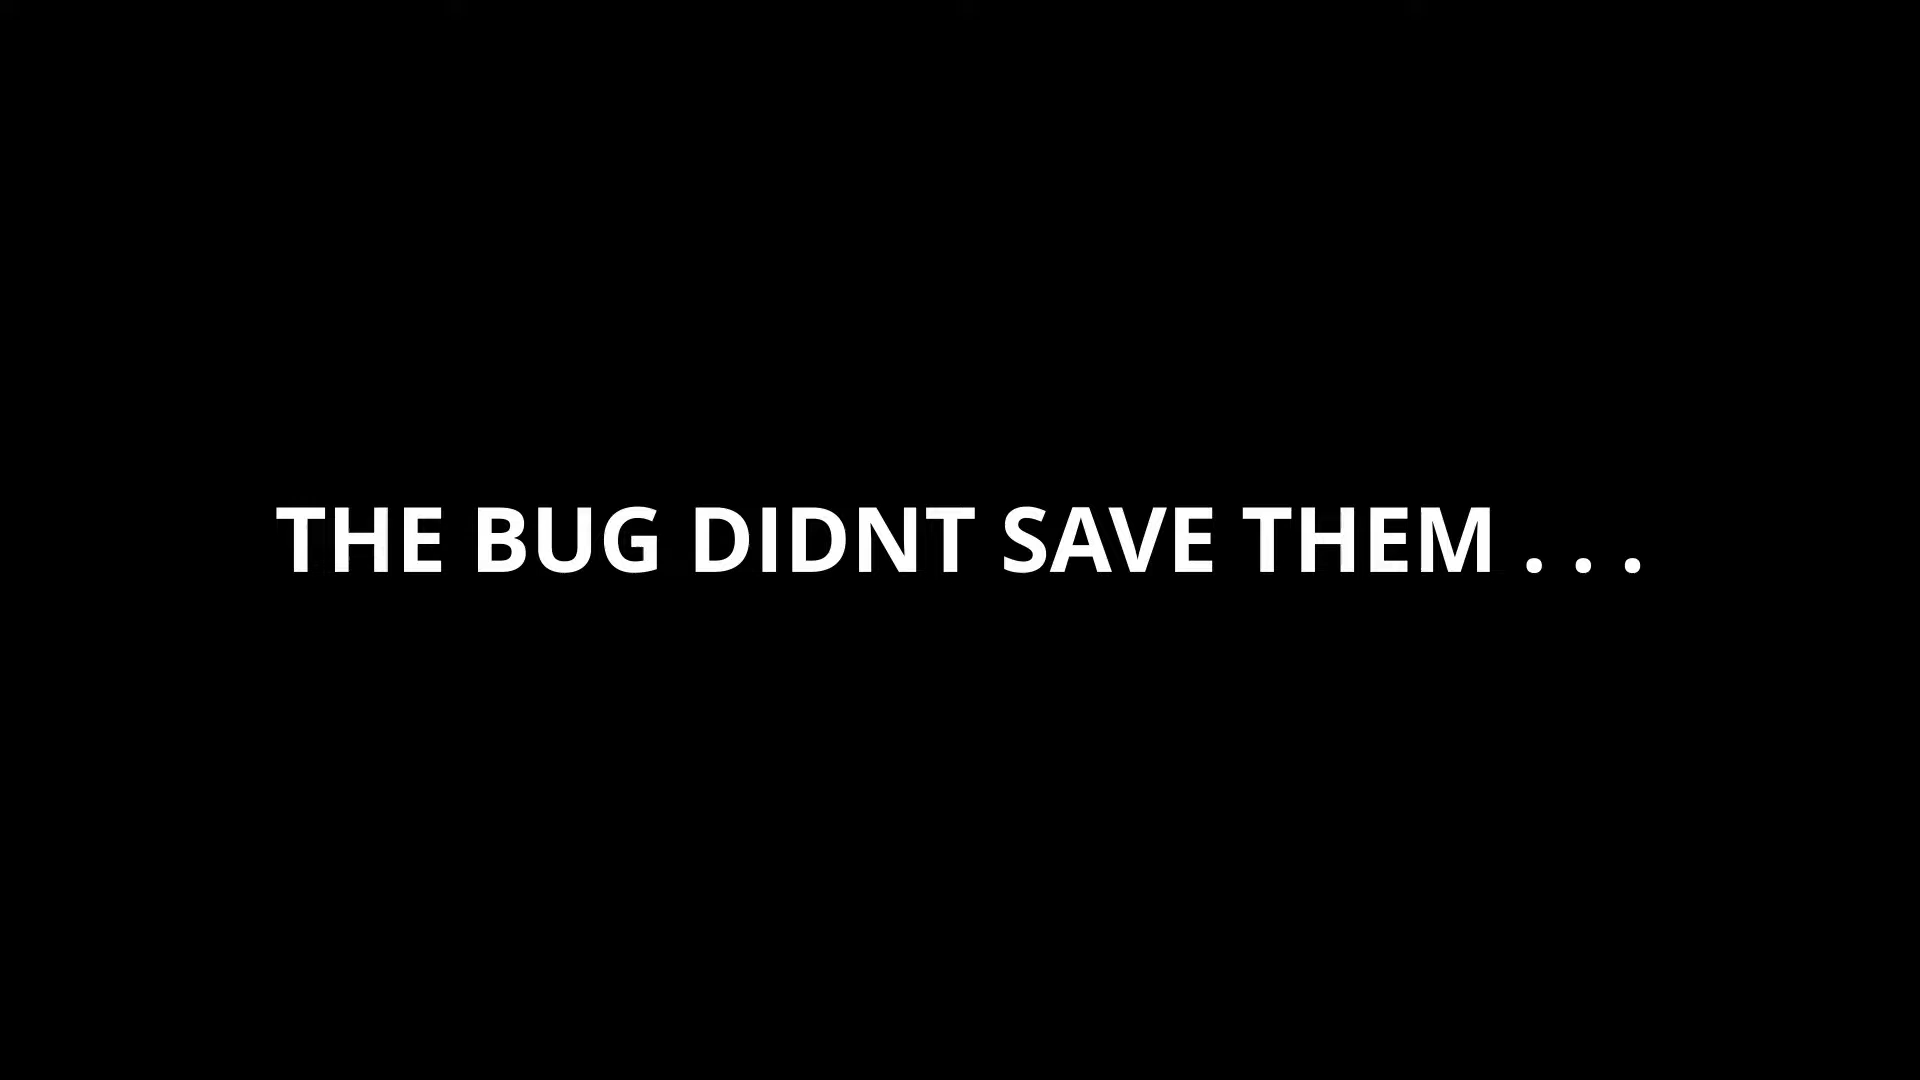 THE BUG DIDNT SAVE THEM . . .